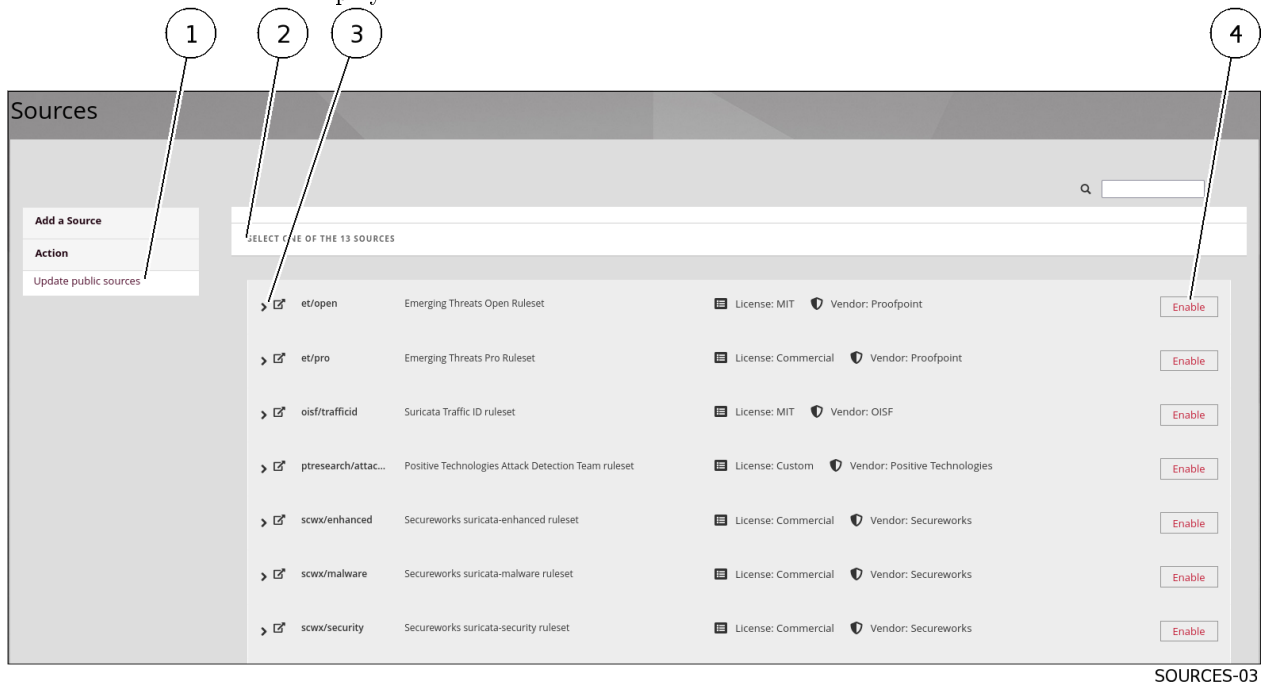 1 2 3 4
Sources
Add a Source
SELECT ONE OF THE 13 SOURCES
Action
Update public sources
et/open Emerging Threats Open Ruleset License: MIT Vendor: Proofpoint Enable
et/pro Emerging Threats Pro Ruleset License: Commercial Vendor: Proofpoint Enable
oisf/trafficid Suricata Traffic ID ruleset License: MIT Vendor: OISF Enable
ptresearch/attac... Positive Technologies Attack Detection Team ruleset License: Custom Vendor: Positive Technologies Enable
scwx/enhanced Secureworks suricata-enhanced ruleset License: Commercial Vendor: Secureworks Enable
scwx/malware Secureworks suricata-malware ruleset License: Commercial Vendor: Secureworks Enable
scwx/security Secureworks suricata-security ruleset License: Commercial Vendor: Secureworks Enable
SOURCES-03